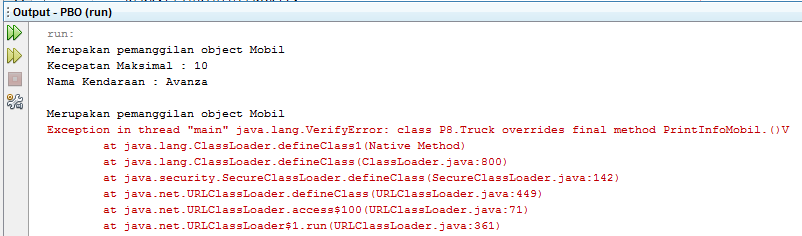 Output - PBO (run)
run:
Merupakan pemanggilan object Mobil
Kecepatan Maksimal : 10
Nama Kendaraan : Avanza
Merupakan pemanggilan object Mobil
Exception in thread "main" java.lang.VerifyError: class P8.Truck overrides final method PrintInfoMobil.()V
at java.lang.ClassLoader.defineClass1(Native Method)
at java.lang.ClassLoader.defineClass(ClassLoader.java:800)
at java.security.SecureClassLoader.defineClass(SecureClassLoader.java:142)
at java.net.URLClassLoader.defineClass(URLClassLoader.java:449)
at java.net.URLClassLoader.access$100(URLClassLoader.java:71)
at java.net.URLClassLoader$1.run(URLClassLoader.java:361)